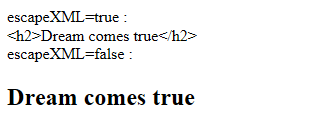 escapeXML=true :
<h2>Dream comes true</h2>
escapeXML=false :
Dream comes true